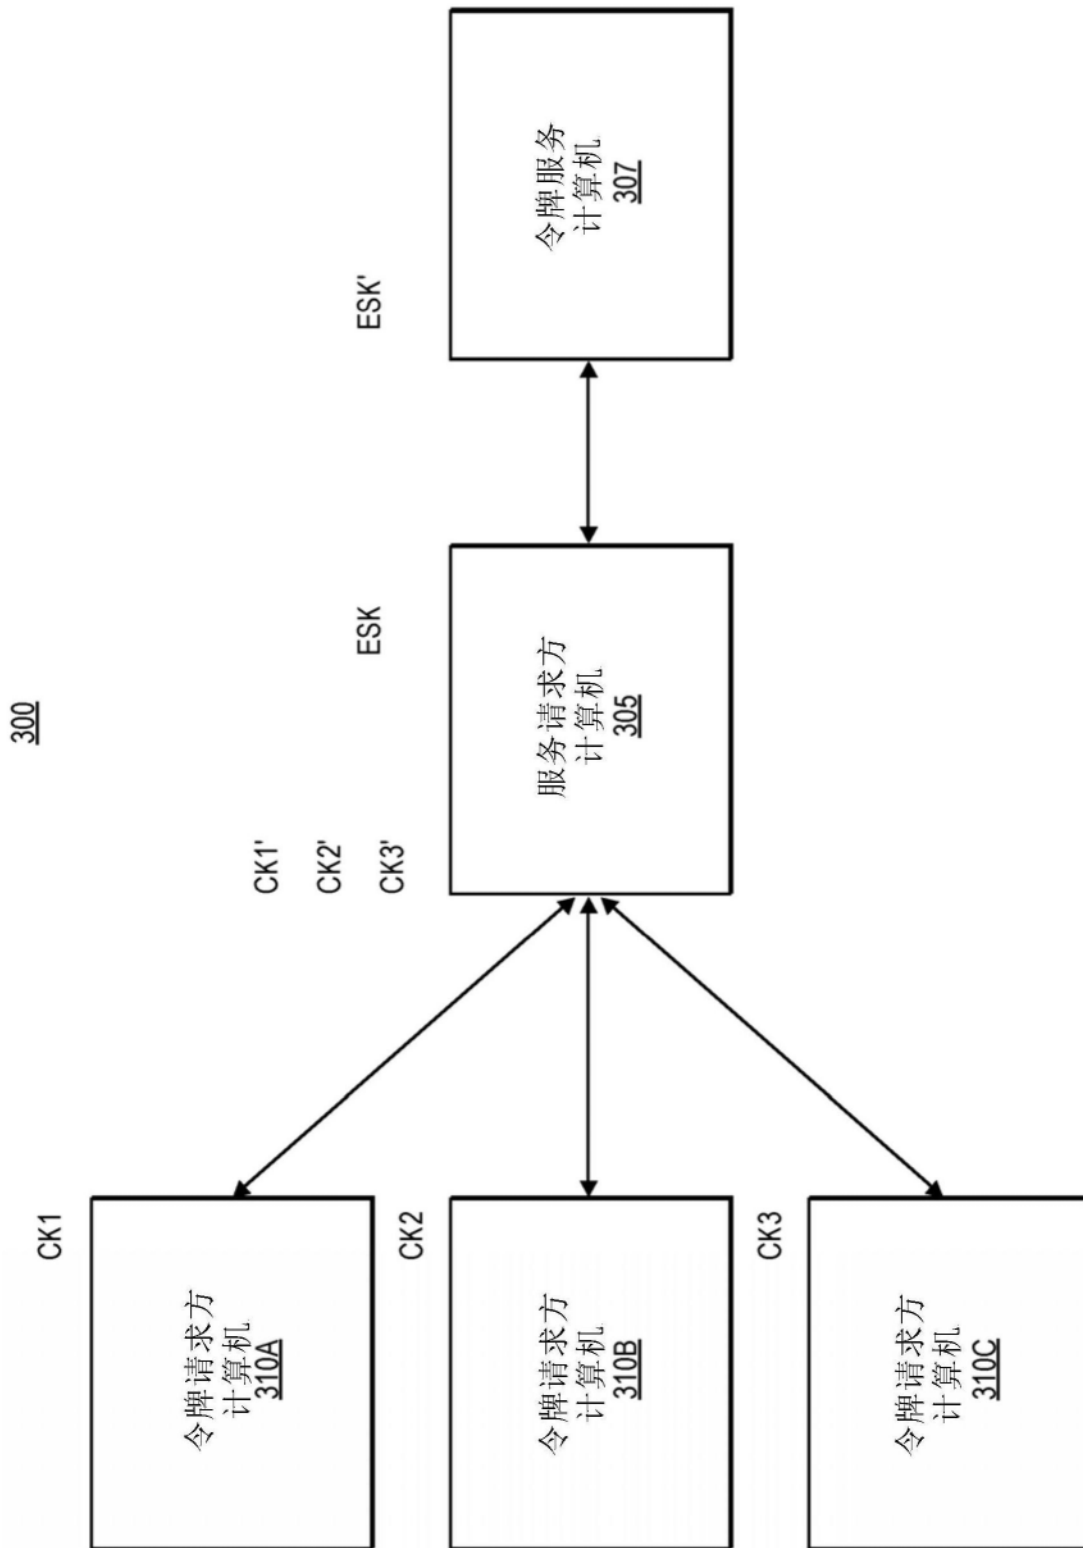 300
CK1
令牌请求方
计算机
310A
CK2
令牌请求方
计算机
310B
CK3
令牌请求方
计算机
310C
CK1'
CK2'
CK3'
ESK
服务请求方
计算机
305
ESK'
令牌服务
计算机
307